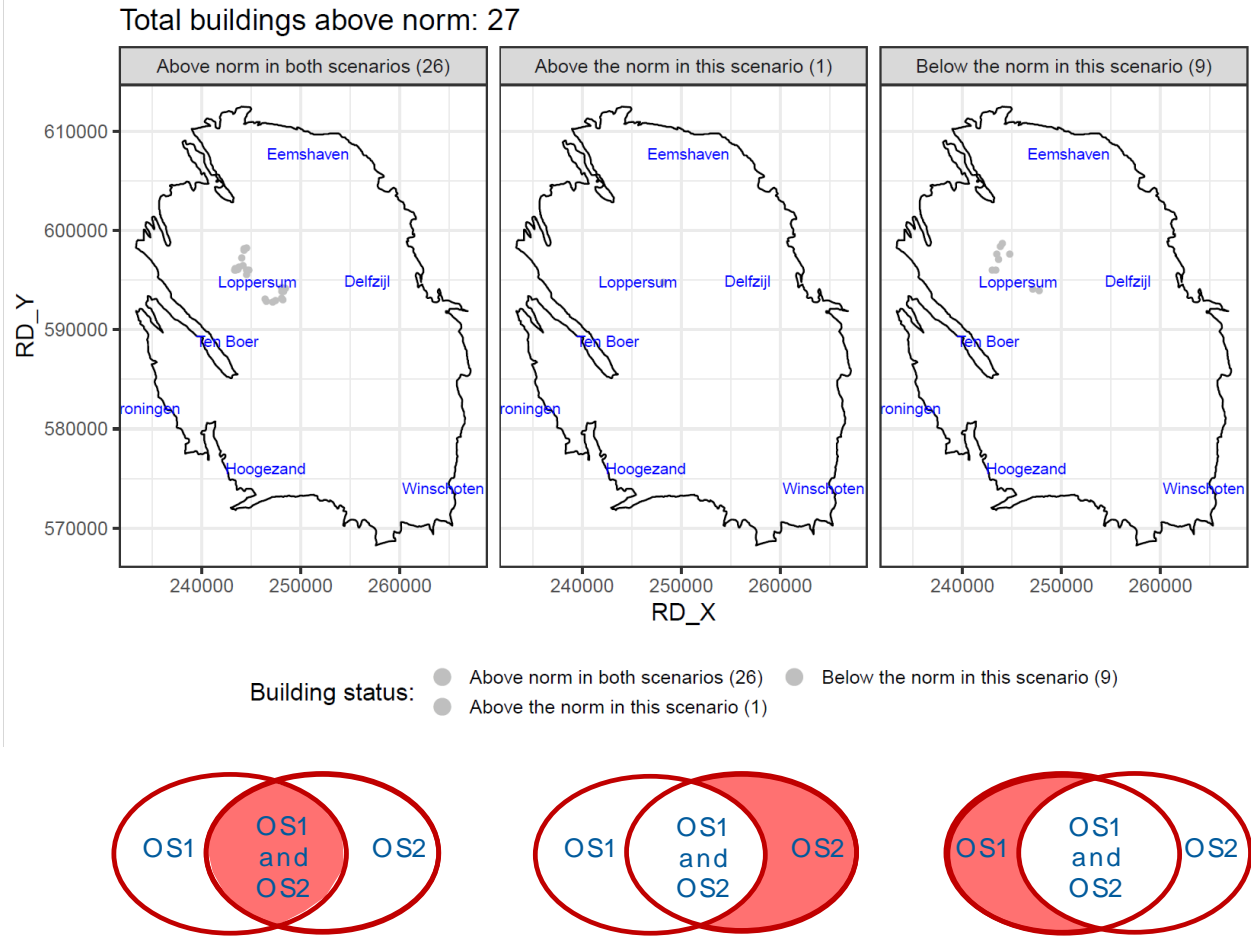 Total buildings above norm: 27
Above norm in both scenarios (26)
Above the norm in this scenario (1)
Below the norm in this scenario (9)
RD_Y
610000
600000
590000
580000
570000
Eemshaven
Loppersum
Delfzijl
Ten Boer
roningen
Hoogezand
Winschoten
Eemshaven
Loppersum
Delfzijl
Ten Boer
roningen
Hoogezand
Winschoten
Eemshaven
Loppersum
Delfzijl
Ten Boer
roningen
Hoogezand
Winschoten
240000 250000 260000
240000 250000 260000
240000 250000 260000
RD_X
Building status:
Above norm in both scenarios (26)
Below the norm in this scenario (9)
Above the norm in this scenario (1)
OS1
OS1
and
OS2
OS2
OS1
OS1
and
OS2
OS2
OS1
OS1
and
OS2
OS2